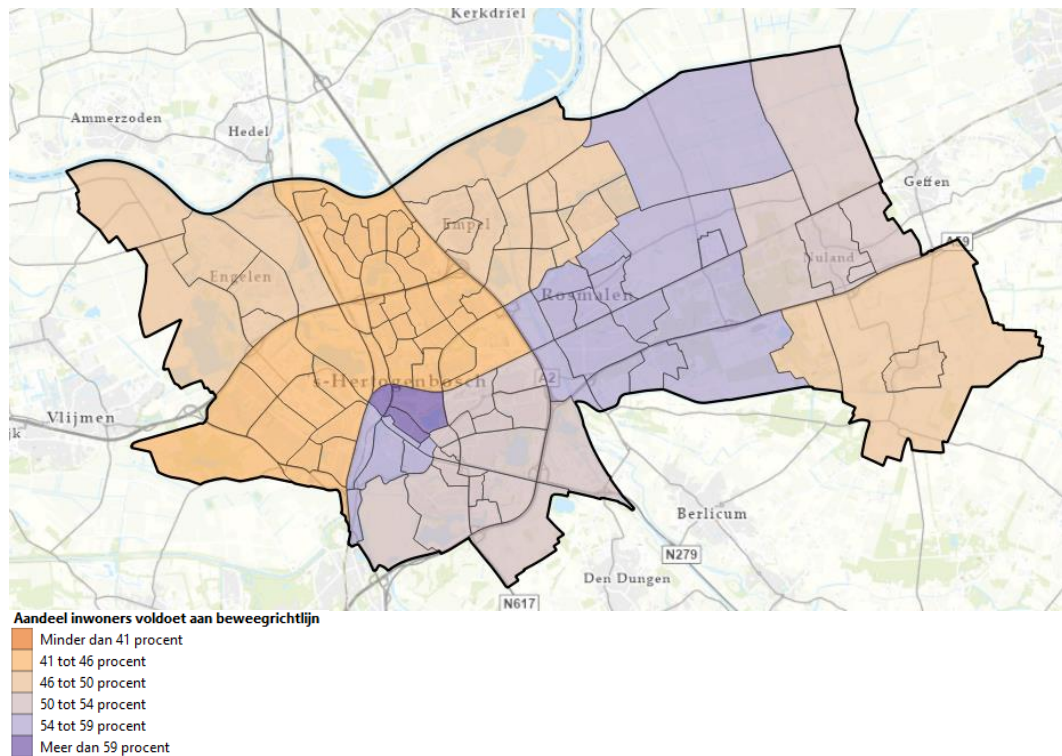 Kerkdriel
Ammerzoden
Hedel
Geffen
Empel
A59
Engelen
Nuland
Rosmalen
's-Hertogenbosch
A2
Vlijmen
jk
Berlicum
N279
Den Dungen
N617
Aandeel inwoners voldoet aan beweegrichtlijn
Minder dan 41 procent
41 tot 46 procent
46 tot 50 procent
50 tot 54 procent
54 tot 59 procent
Meer dan 59 procent